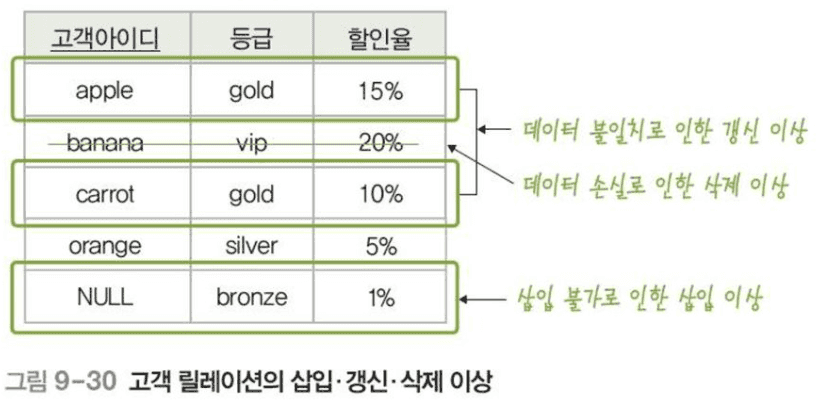 고객아이디 등급 할인율
apple gold 15%
데이터 불일치로 인한 갱신 이상
banana vip 20%
데이터 손실로 인한 삭제 이상
carrot gold 10%
orange silver 5%
NULL bronze 1%
삽입 불가로 인한 삽입 이상
그림 9-30 고객 릴레이션의 삽입·갱신·삭제 이상